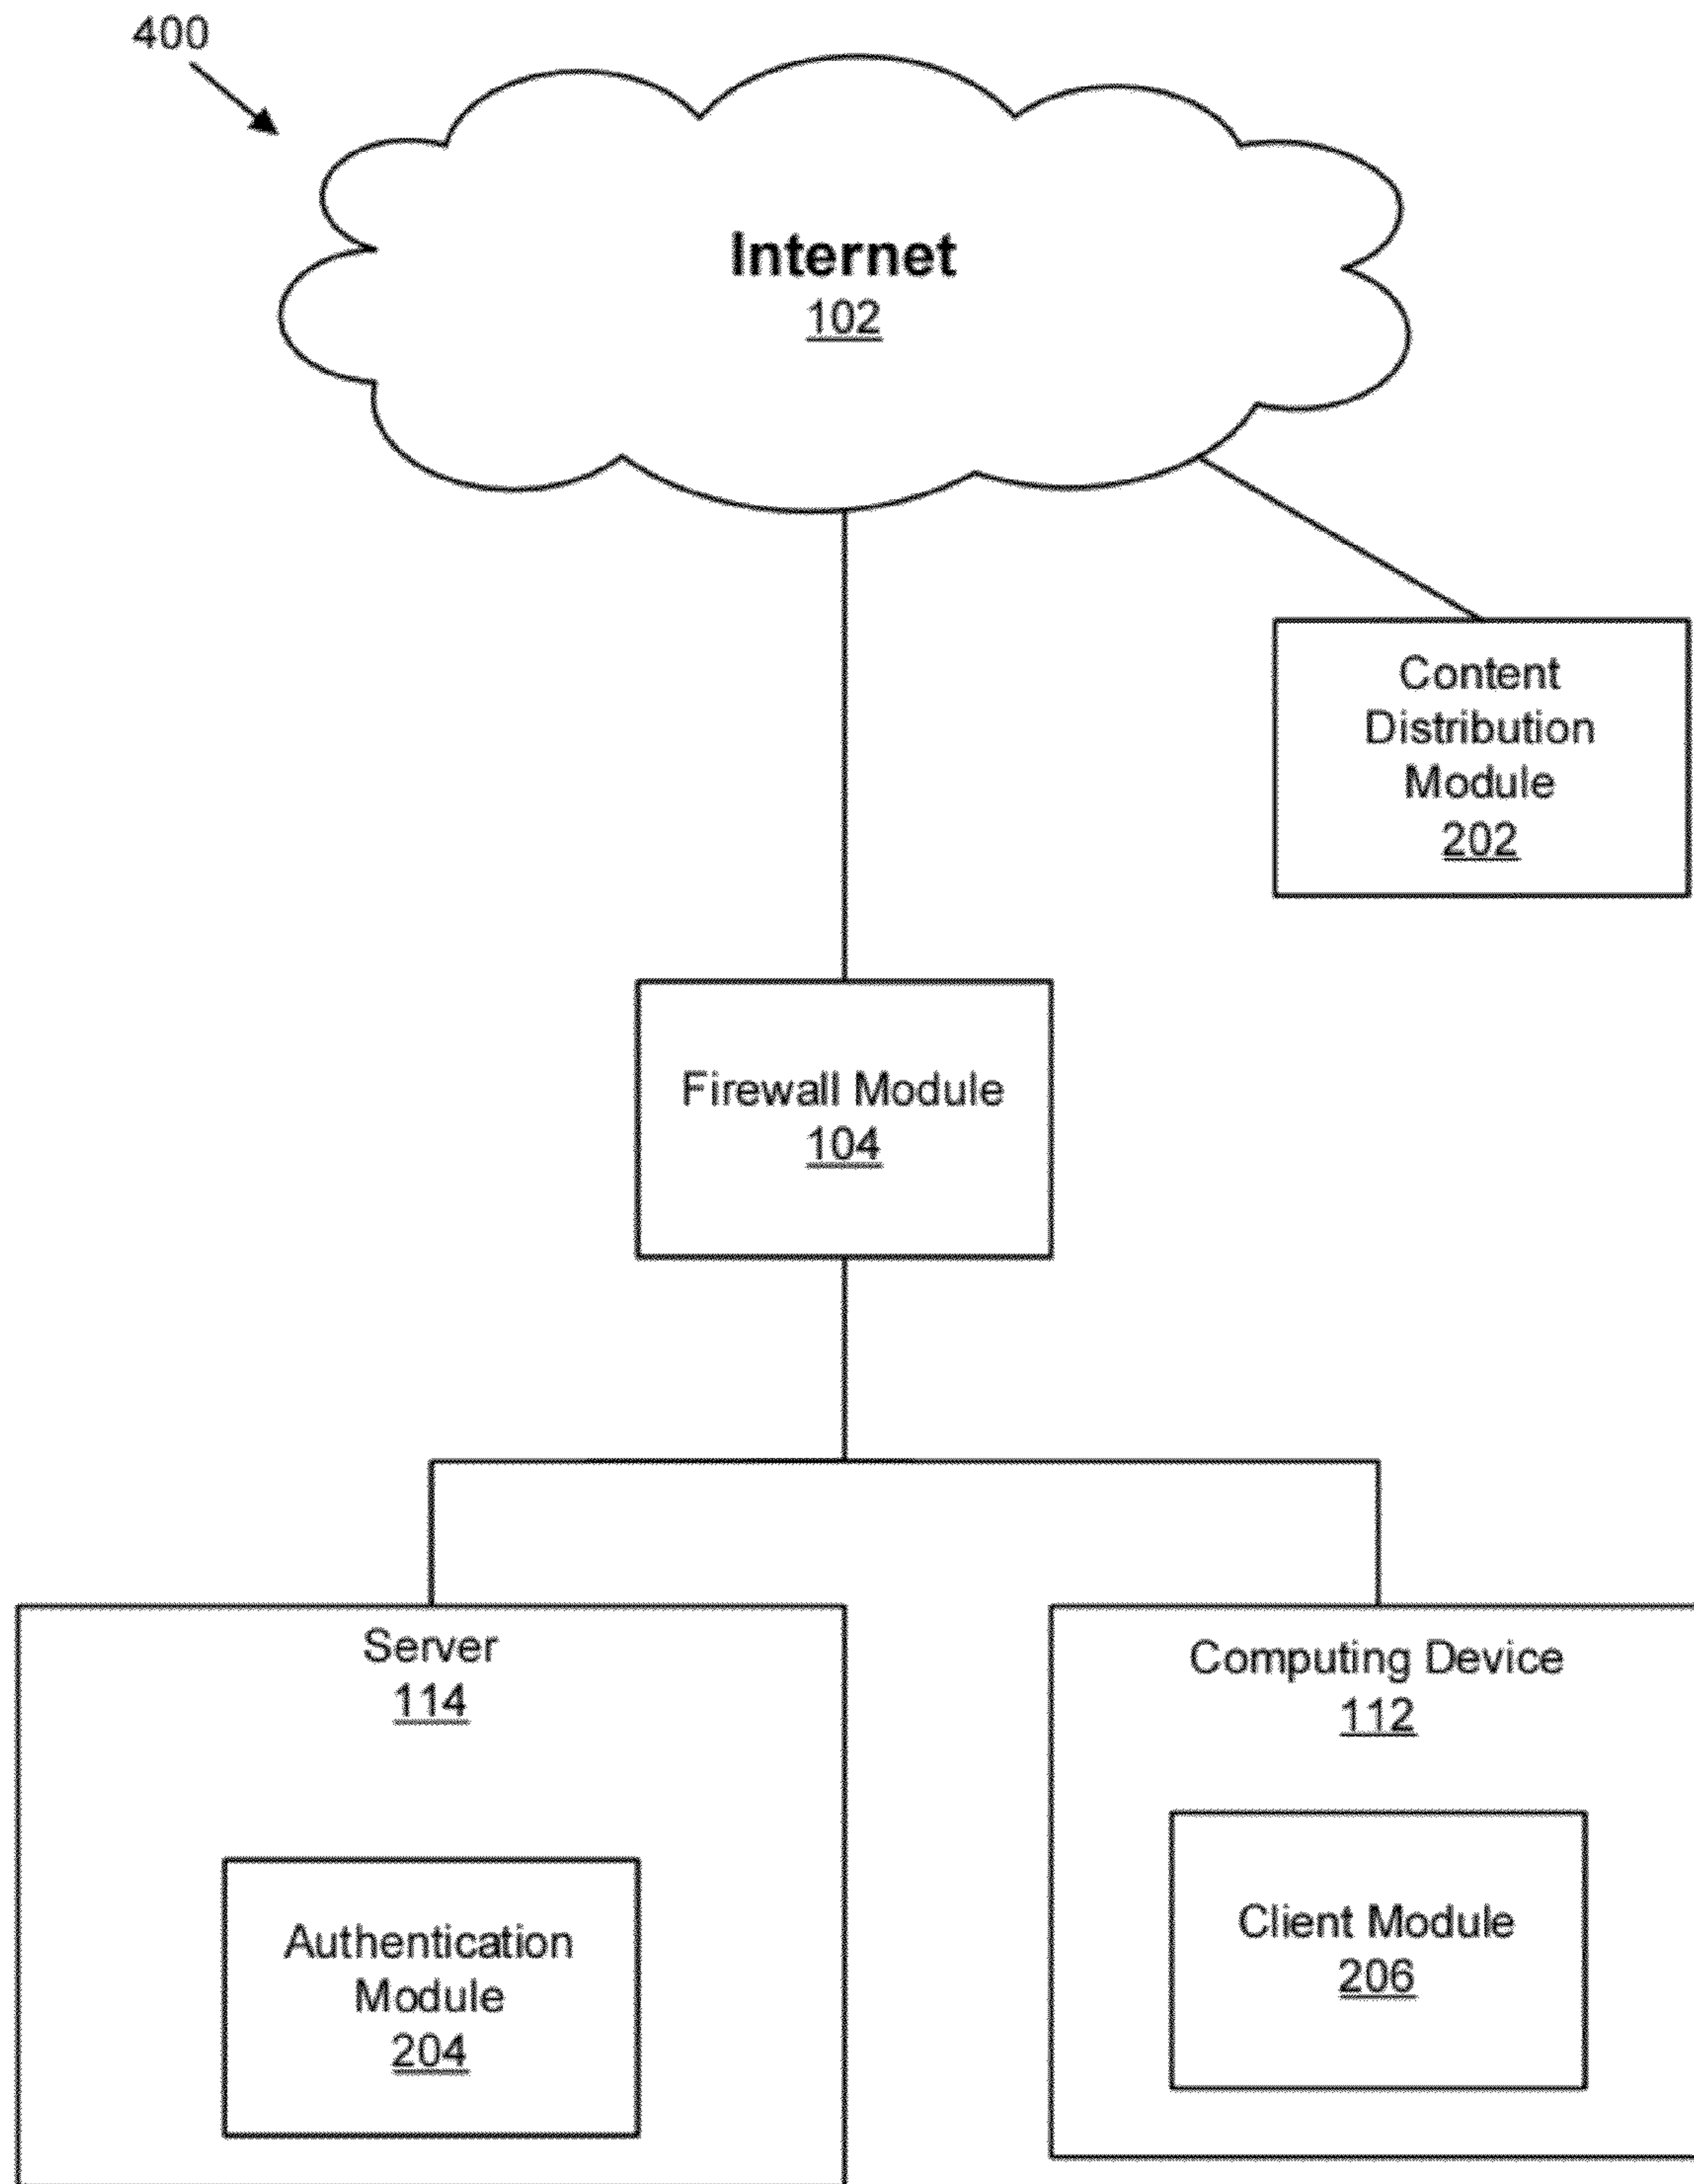 400
Internet
102
Content
Distribution
Module
202
Firewall Module
104
Server
114
Authentication
Module
204
Computing Device
112
Client Module
206